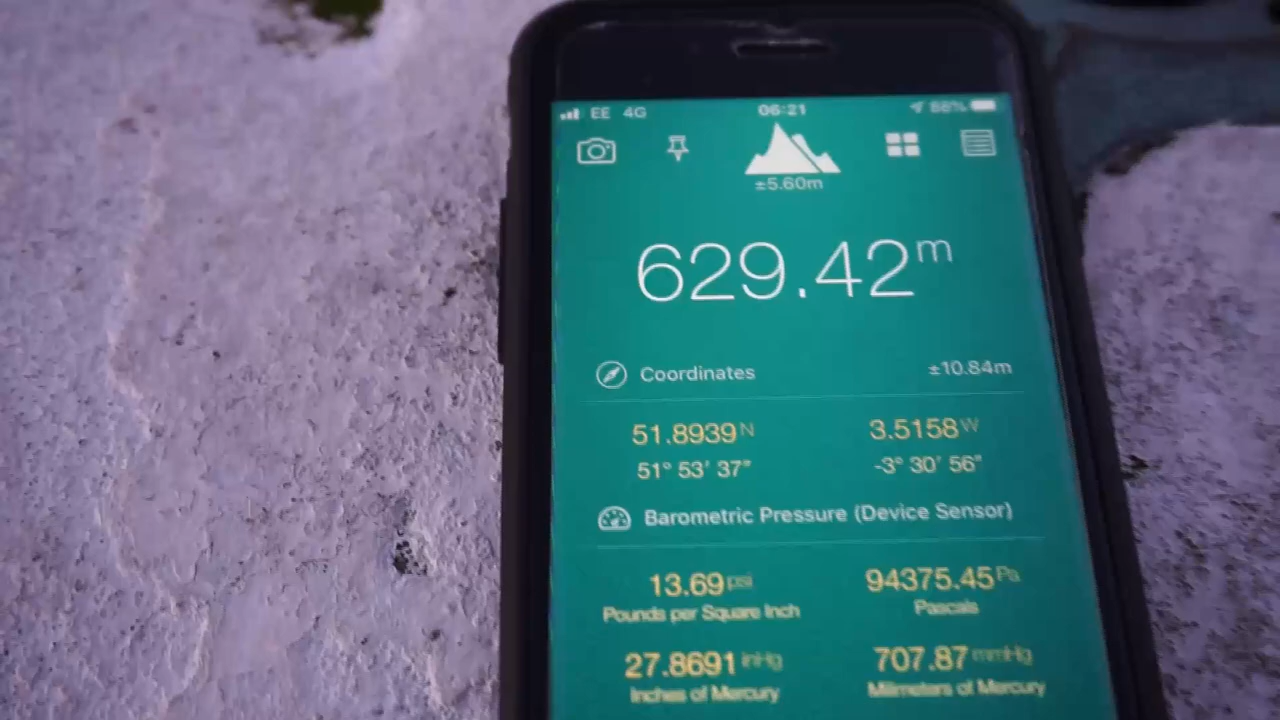 EE 4G 06:21 86%
±5.60m
629.42m
Coordinates ±10.84m
51.8939N 3.5158W
51° 53' 37" -3° 30' 56"
Barometric Pressure (Device Sensor)
13.69psi 94375.45Pa
Pounds per Square Inch Pascals
27.8691inHg 707.87mmHg
Inches of Mercury Milimeters of Mercury